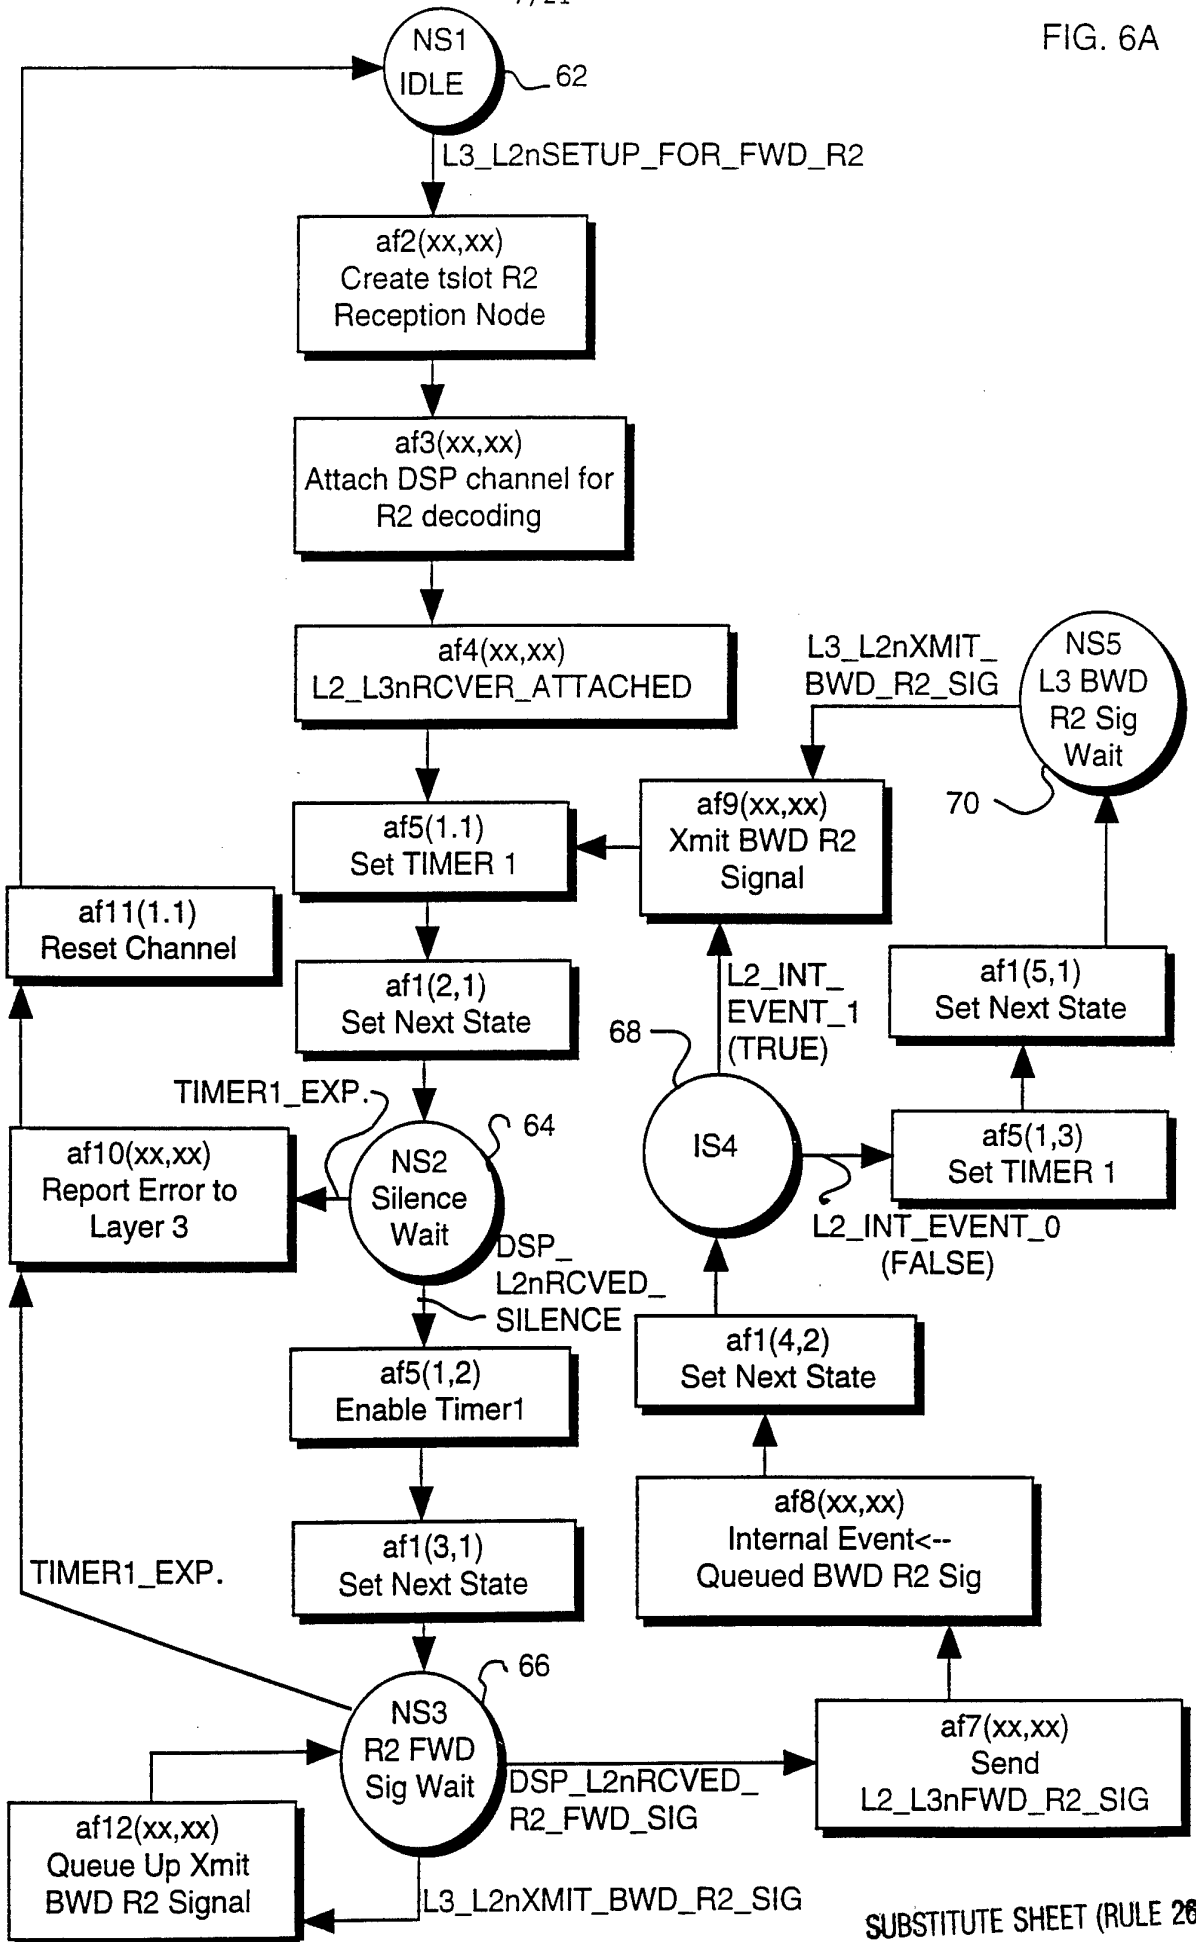 7/21
FIG. 6A
NS1
IDLE
62
L3_L2nSETUP_FOR_FWD_R2
af2(xx,xx)
Create tslot R2
Reception Node
af3(xx,xx)
Attach DSP channel for
R2 decoding
af4(xx,xx)
L2_L3nRCVER_ATTACHED
L3_L2nXMIT_
BWD_R2_SIG
NS5
L3 BWD
R2 Sig
Wait
70
af5(1.1)
Set TIMER 1
af9(xx,xx)
Xmit BWD R2
Signal
af11(1.1)
Reset Channel
af1(2,1)
Set Next State
L2_INT_
EVENT_1
(TRUE)
af1(5,1)
Set Next State
68
TIMER1_EXP.
64
af10(xx,xx)
Report Error to
Layer 3
NS2
Silence
Wait
IS4
af5(1,3)
Set TIMER 1
L2_INT_EVENT_0
(FALSE)
DSP_
L2nRCVED_
SILENCE
af5(1,2)
Enable Timer1
af1(4,2)
Set Next State
af8(xx,xx)
Internal Event<--
Queued BWD R2 Sig
af1(3,1)
Set Next State
TIMER1_EXP.
66
NS3
R2 FWD
Sig Wait
DSP_L2nRCVED_
R2_FWD_SIG
af7(xx,xx)
Send
L2_L3nFWD_R2_SIG
af12(xx,xx)
Queue Up Xmit
BWD R2 Signal
L3_L2nXMIT_BWD_R2_SIG
SUBSTITUTE SHEET (RULE 26